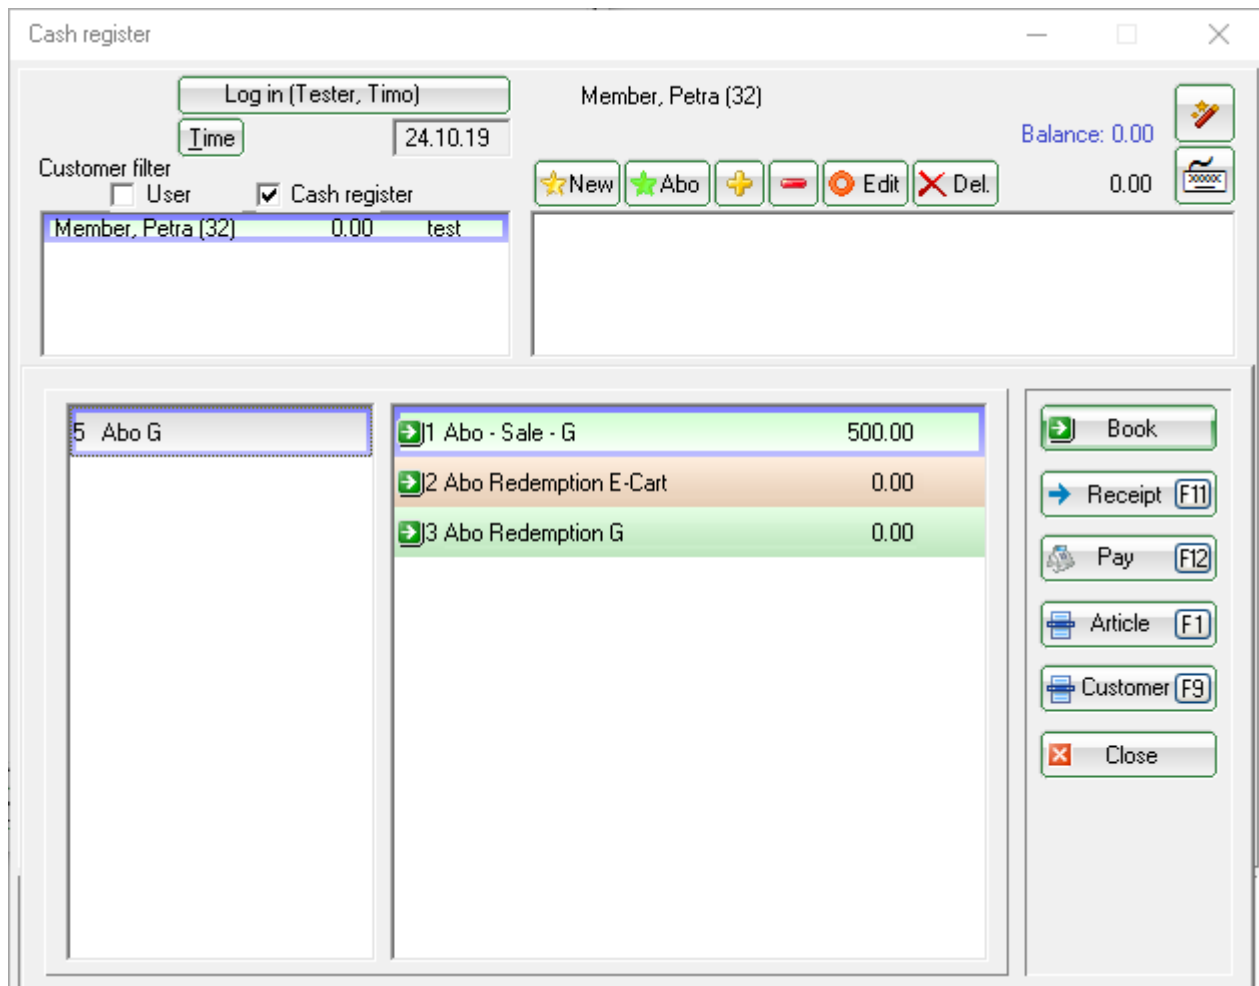 Cash register
Log in (Tester, Timo)
Time 24.10.19
Customer filter
User Cash register
Member, Petra (32) 0.00 test
Member, Petra (32)
Balance: 0.00
New Abo Edit Del. 0.00
5 Abo G
1 Abo - Sale - G 500.00
2 Abo Redemption E-Cart 0.00
3 Abo Redemption G 0.00
Book
Receipt F11
Pay F12
Article F1
Customer F9
Close